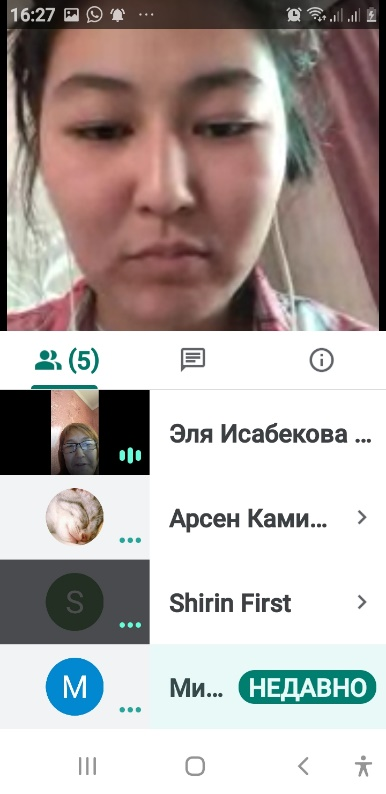 16:27
(5)
Эля Исабекова ...
Арсен Ками...
S
Shirin First
M
Ми...
НЕДАВНО